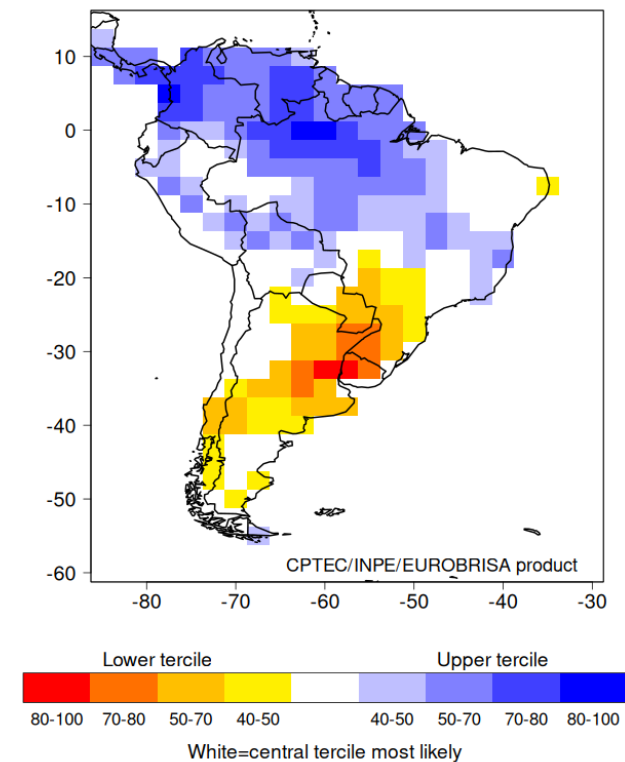 10
0
-10
-20
-30
-40
-50
-60
CPTEC/INPE/EUROBRISA product
-80 -70 -60 -50 -40 -30
Lower tercile Upper tercile
80-100 70-80 50-70 40-50 40-50 50-70 70-80 80-100
White=central tercile most likely